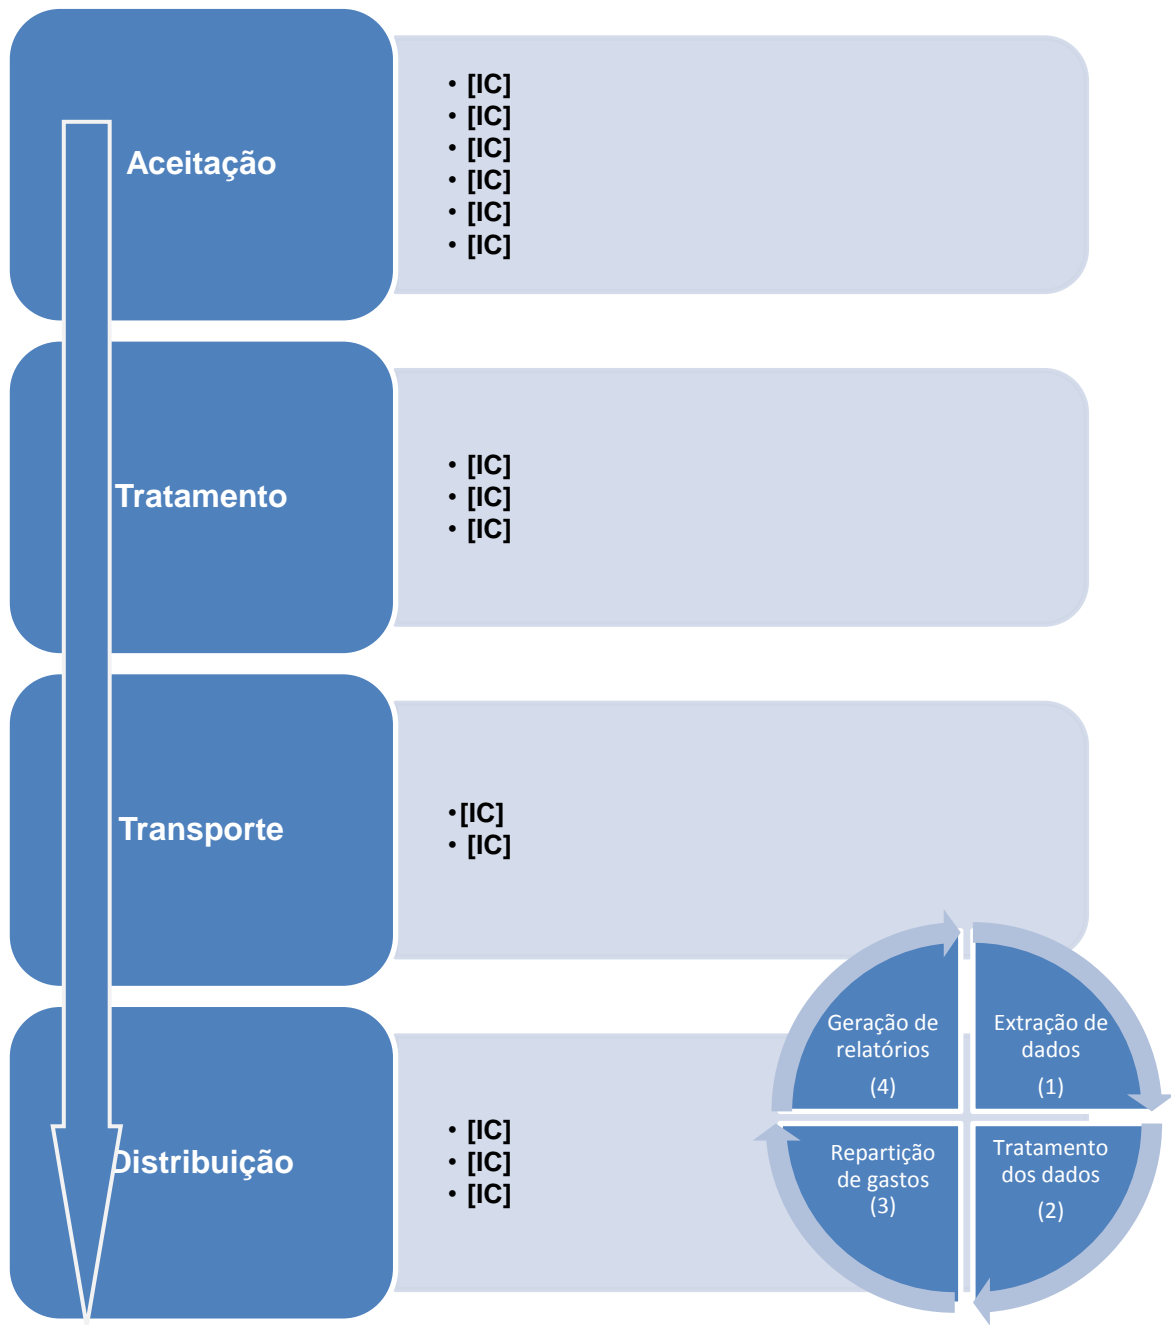 Aceitação
• [IC]
• [IC]
• [IC]
• [IC]
• [IC]
• [IC]
Tratamento
• [IC]
• [IC]
• [IC]
Transporte
•[IC]
• [IC]
Distribuição
• [IC]
• [IC]
• [IC]
Geração de
relatórios
(4)
Extração de
dados
(1)
Repartição
de gastos
(3)
Tratamento
dos dados
(2)